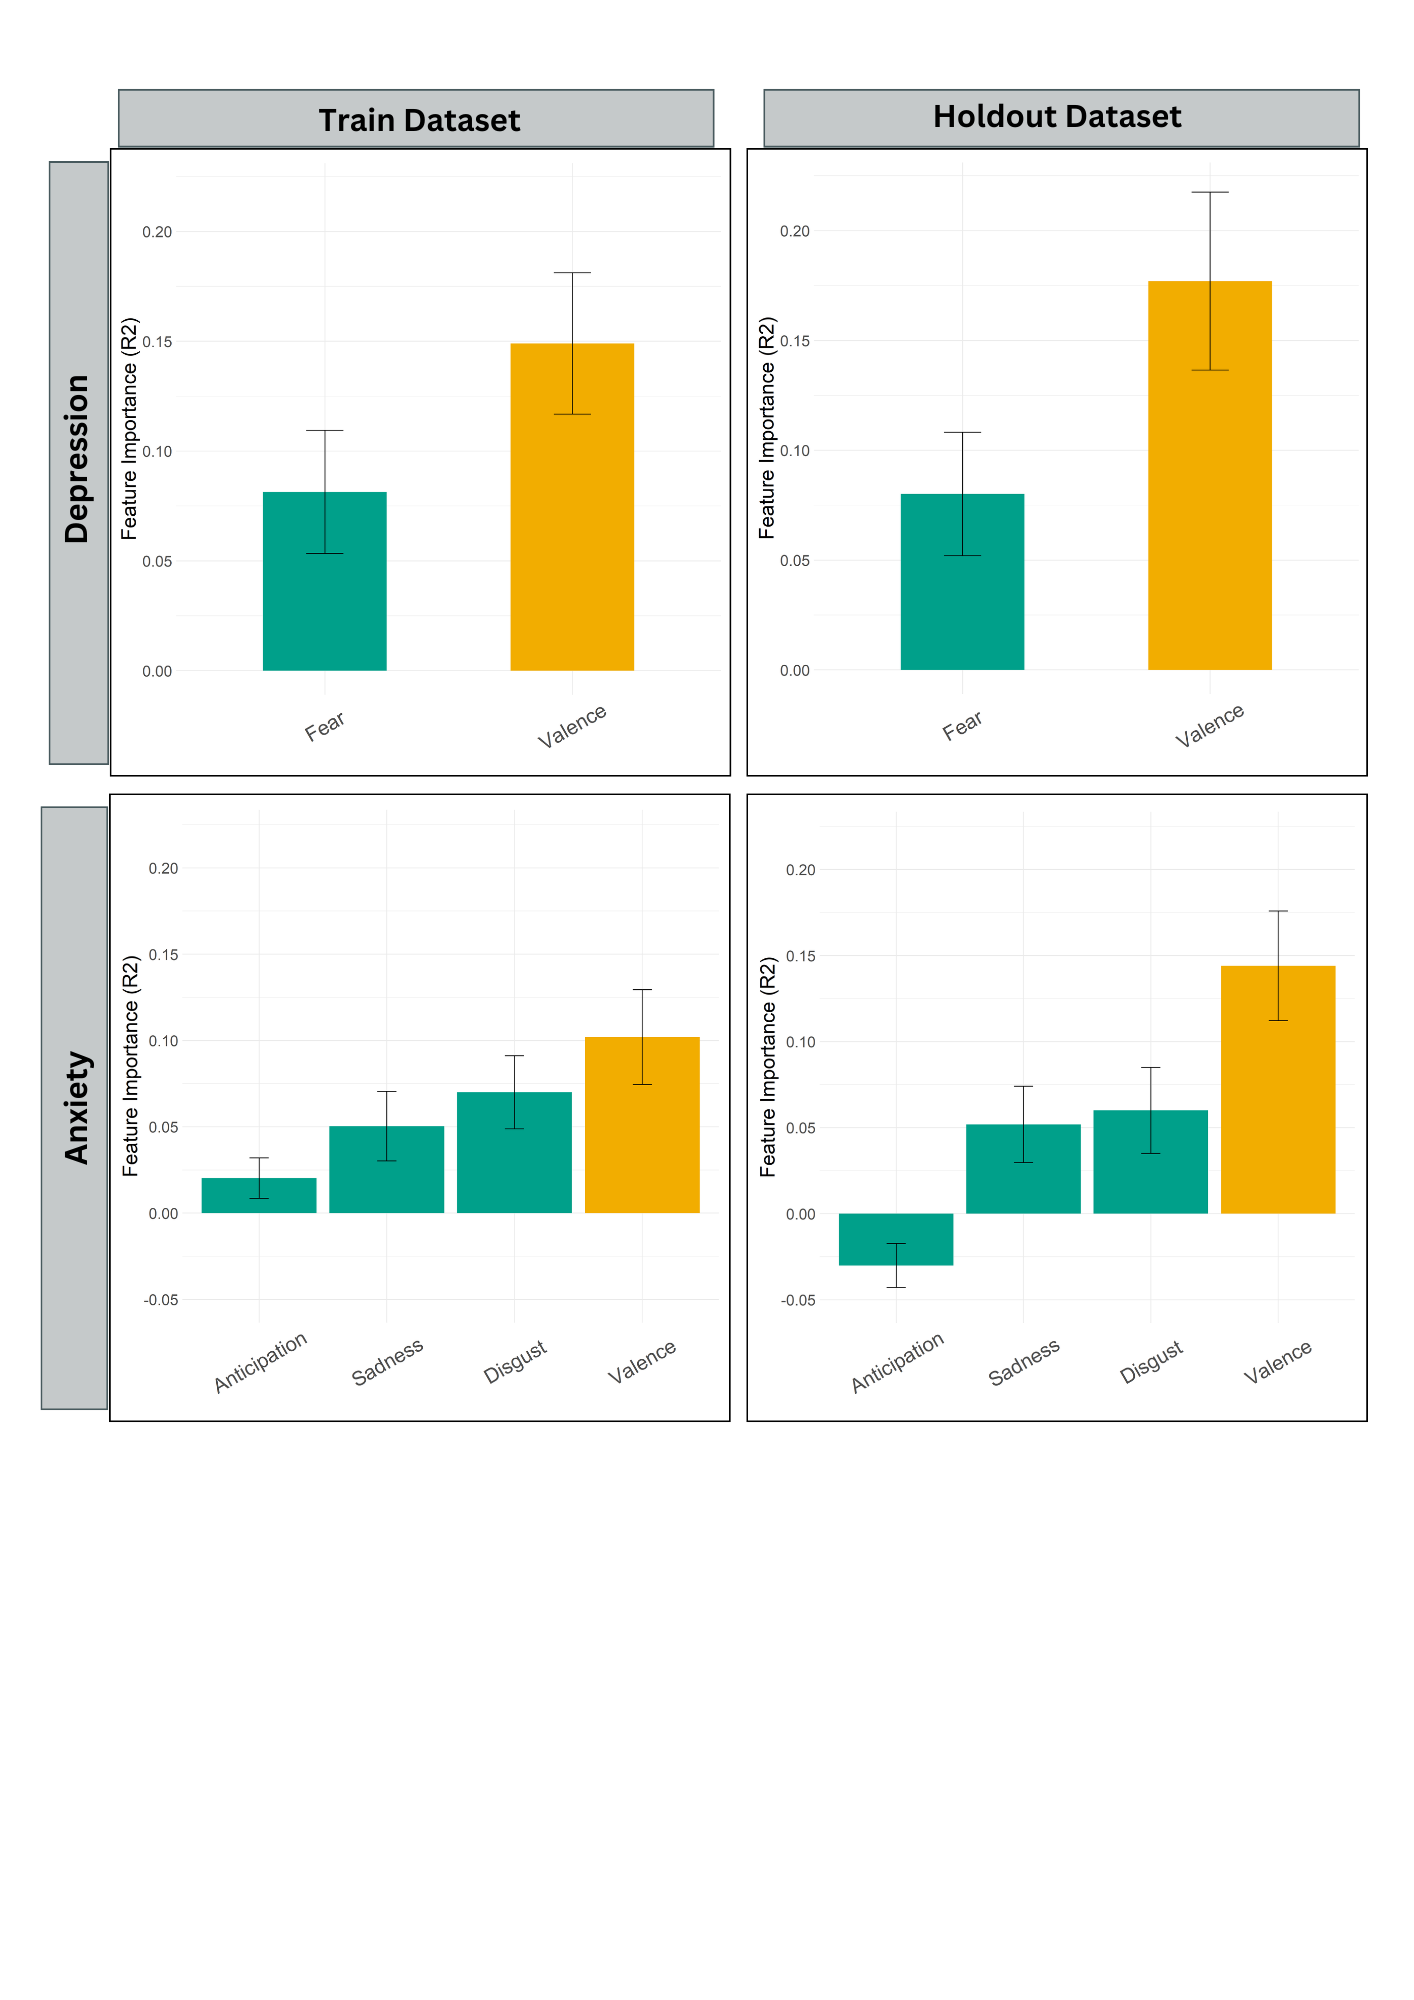 Train Dataset
Holdout Dataset
Depression
Feature Importance (R2)
0.20
0.15
0.10
0.05
0.00
Fear
Valence
Feature Importance (R2)
0.20
0.15
0.10
0.05
0.00
Fear
Valence
Anxiety
Feature Importance (R2)
0.20
0.15
0.10
0.05
0.00
-0.05
Anticipation
Sadness
Disgust
Valence
Feature Importance (R2)
0.20
0.15
0.10
0.05
0.00
-0.05
Anticipation
Sadness
Disgust
Valence